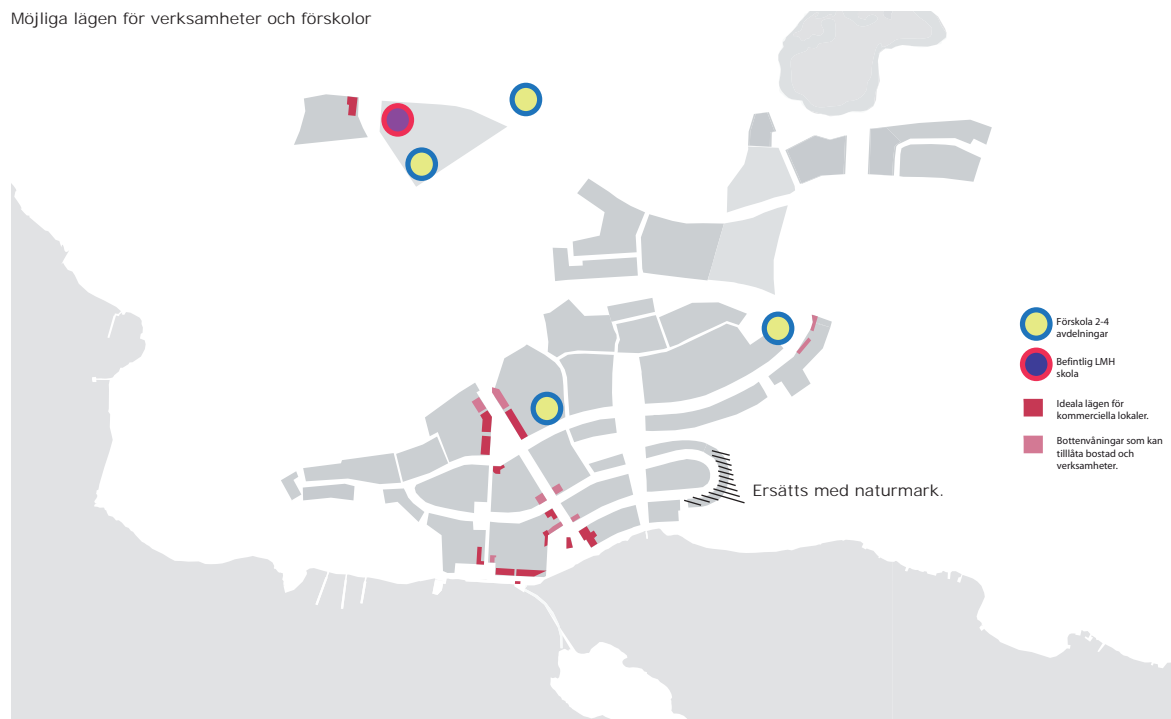 Möjliga lägen för verksamheter och förskolor
Förskola 2-4
avdelningar
Befintlig LMH
skola
Ideala lägen för
kommerciella lokaler.
Bottenvåningar som kan
tilllåta bostad och
verksamheter.
Ersätts med naturmark.